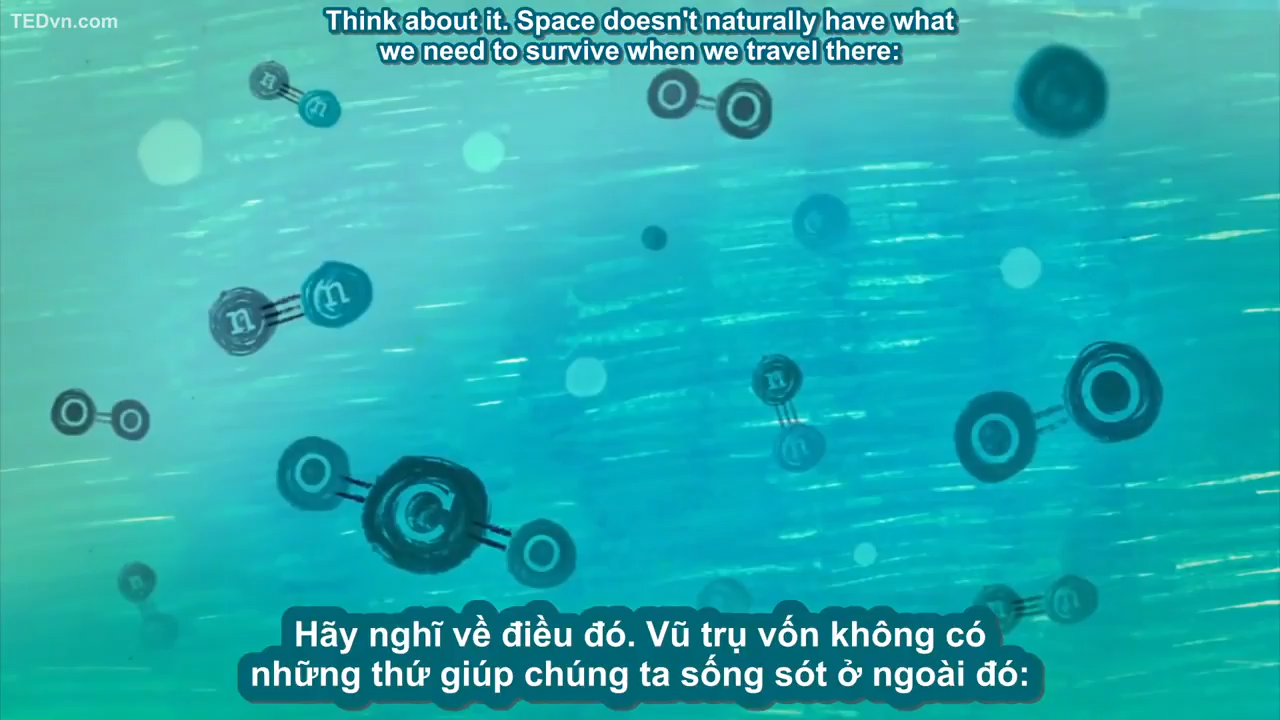 TEDvn.com
Think about it. Space doesn't naturally have what
we need to survive when we travel there:
n n
O O
n n
n
n
O O
O O
O C O
n
Hãy nghĩ về điều đó. Vũ trụ vốn không có
những thứ giúp chúng ta sống sót ở ngoài đó: